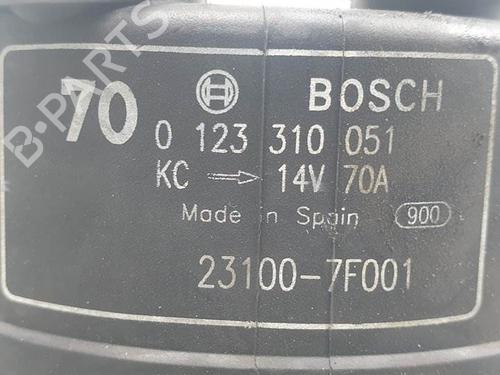 70 BOSCH
0 123 310 051
KC → 14V 70A
Made in Spain 900
23100-7F001
B-PARTS